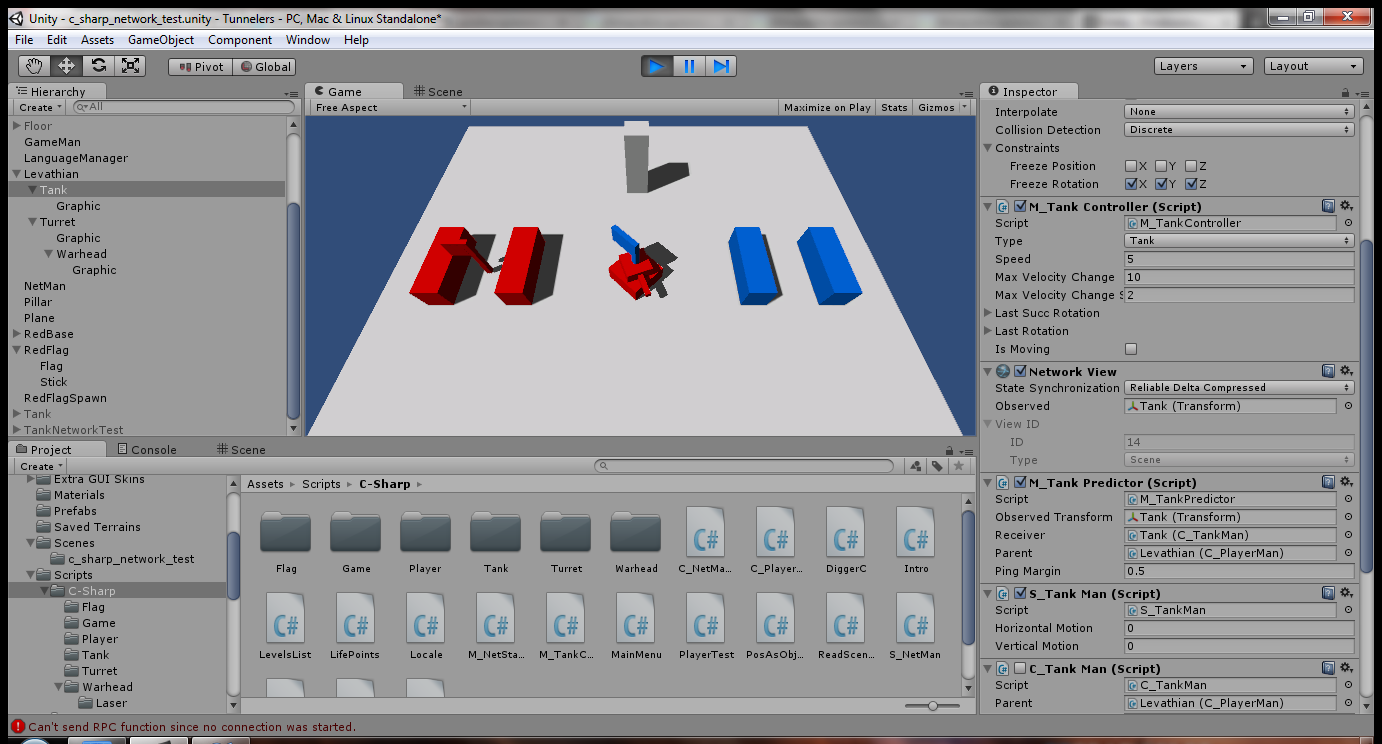 Unity - c_sharp_network_test.unity - Tunnelers - PC, Mac & Linux Standalone*
File Edit Assets GameObject Component Window Help
Pivot Global Layers Layout
Hierarchy
Create All
Floor
GameMan
LanguageManager
Levathian
Tank
Graphic
Turret
Graphic
Warhead
Graphic
NetMan
Pillar
Plane
RedBase
RedFlag
Flag
Stick
RedFlagSpawn
Tank
TankNetworkTest
Game Scene
Free Aspect Maximize on Play Stats Gizmos
Project Console Scene
Create
Extra GUI Skins
Materials
Prefabs
Saved Terrains
Scenes
c_sharp_network_test
Scripts
C-Sharp
Flag
Game
Player
Tank
Turret
Warhead
Laser
Assets Scripts C-Sharp
Flag Game Player Tank Turret Warhead C_NetMa... C_Player... DiggerC Intro
LevelsList LifePoints Locale M_NetSta... M_TankC... MainMenu PlayerTest PosAsObj... ReadScen... S_NetMan
Inspector
Interpolate None
Collision Detection Discrete
Constraints
Freeze Position X Y Z
Freeze Rotation X Y Z
M_Tank Controller (Script)
Script M_TankController
Type Tank
Speed 5
Max Velocity Change 10
Max Velocity Change S 2
Last Succ Rotation
Last Rotation
Is Moving
Network View
State Synchronization Reliable Delta Compressed
Observed Tank (Transform)
View ID
ID 14
Type Scene
M_Tank Predictor (Script)
Script M_TankPredictor
Observed Transform Tank (Transform)
Receiver Tank (C_TankMan)
Parent Levathian (C_PlayerMan)
Ping Margin 0.5
S_Tank Man (Script)
Script S_TankMan
Horizontal Motion 0
Vertical Motion 0
C_Tank Man (Script)
Script C_TankMan
Parent Levathian (C_PlayerMan)
Can't send RPC function since no connection was started.